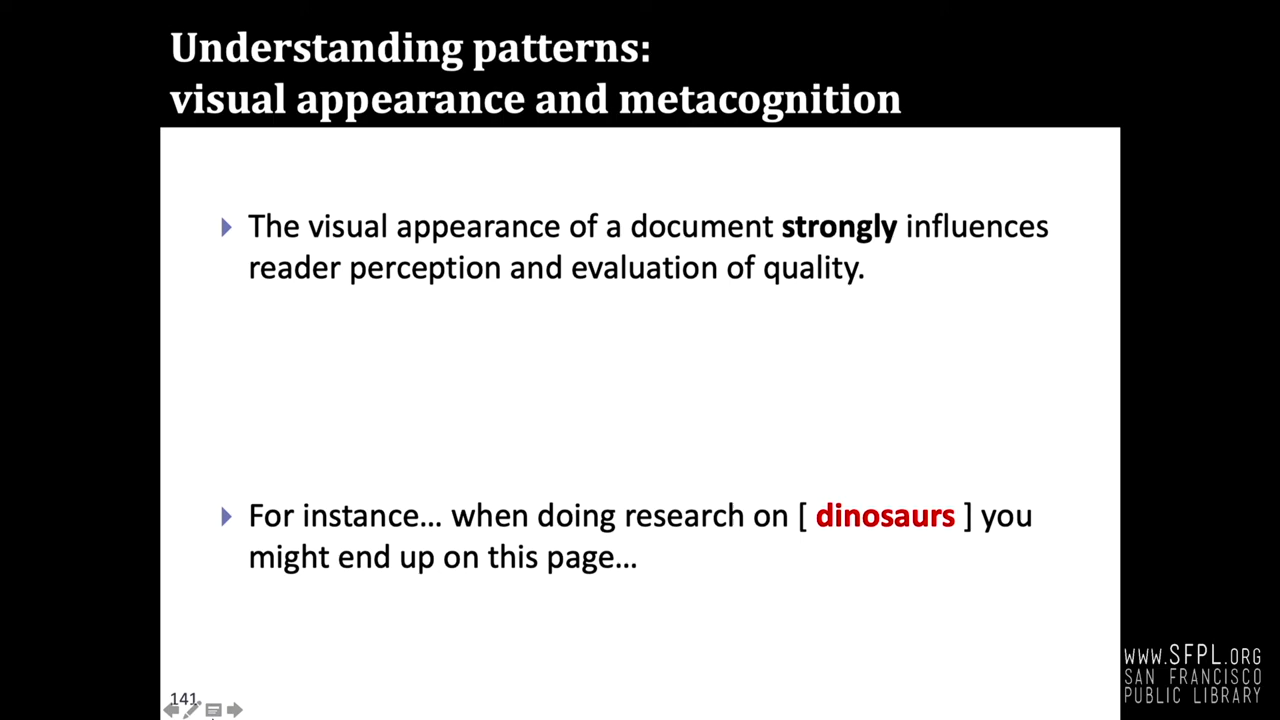 Understanding patterns:
visual appearance and metacognition
The visual appearance of a document strongly influences
reader perception and evaluation of quality.
For instance... when doing research on [ dinosaurs ] you
might end up on this page...
141
www.SFPL.ORG
SAN FRANCISCO
PUBLIC LIBRARY